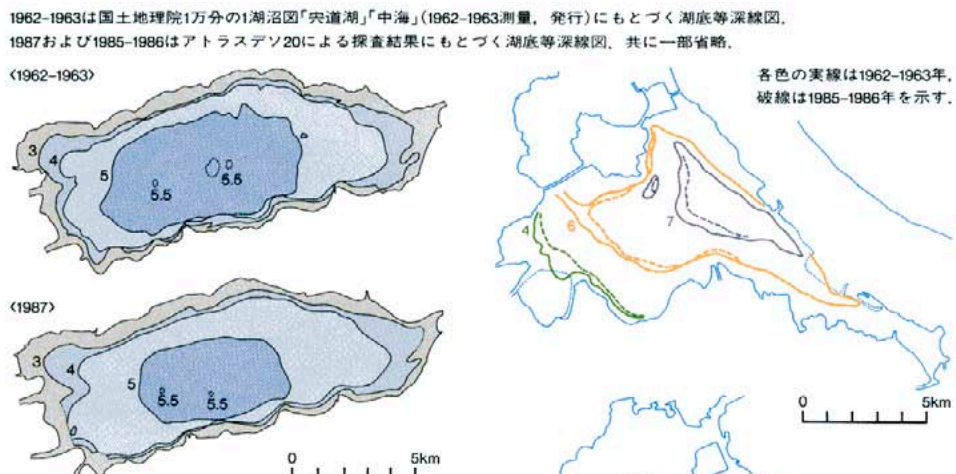 1962-1963は国土地理院1万分の1湖沼図「宍道湖」「中海」(1962-1963測量，発行)にもとづく湖底等深線図．
1987および1985-1986はアトラスデソ20による探査結果にもとづく湖底等深線図．共に一部省略．
〈1962-1963〉
各色の実線は1962-1963年，
破線は1985-1986年を示す．
3
4
5
5.5
5.5
4
6
7
〈1987〉
3
4
5
5.5
5.5
0 5km
0 5km